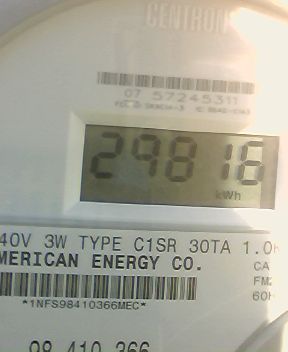 CENTRON
07 57245311
29816
kWh
40V 3W TYPE C1SR 30TA 1.0
MERICAN ENERGY CO.
CA
FM2
60H
*1NFS98410366MEC*
98 410 366